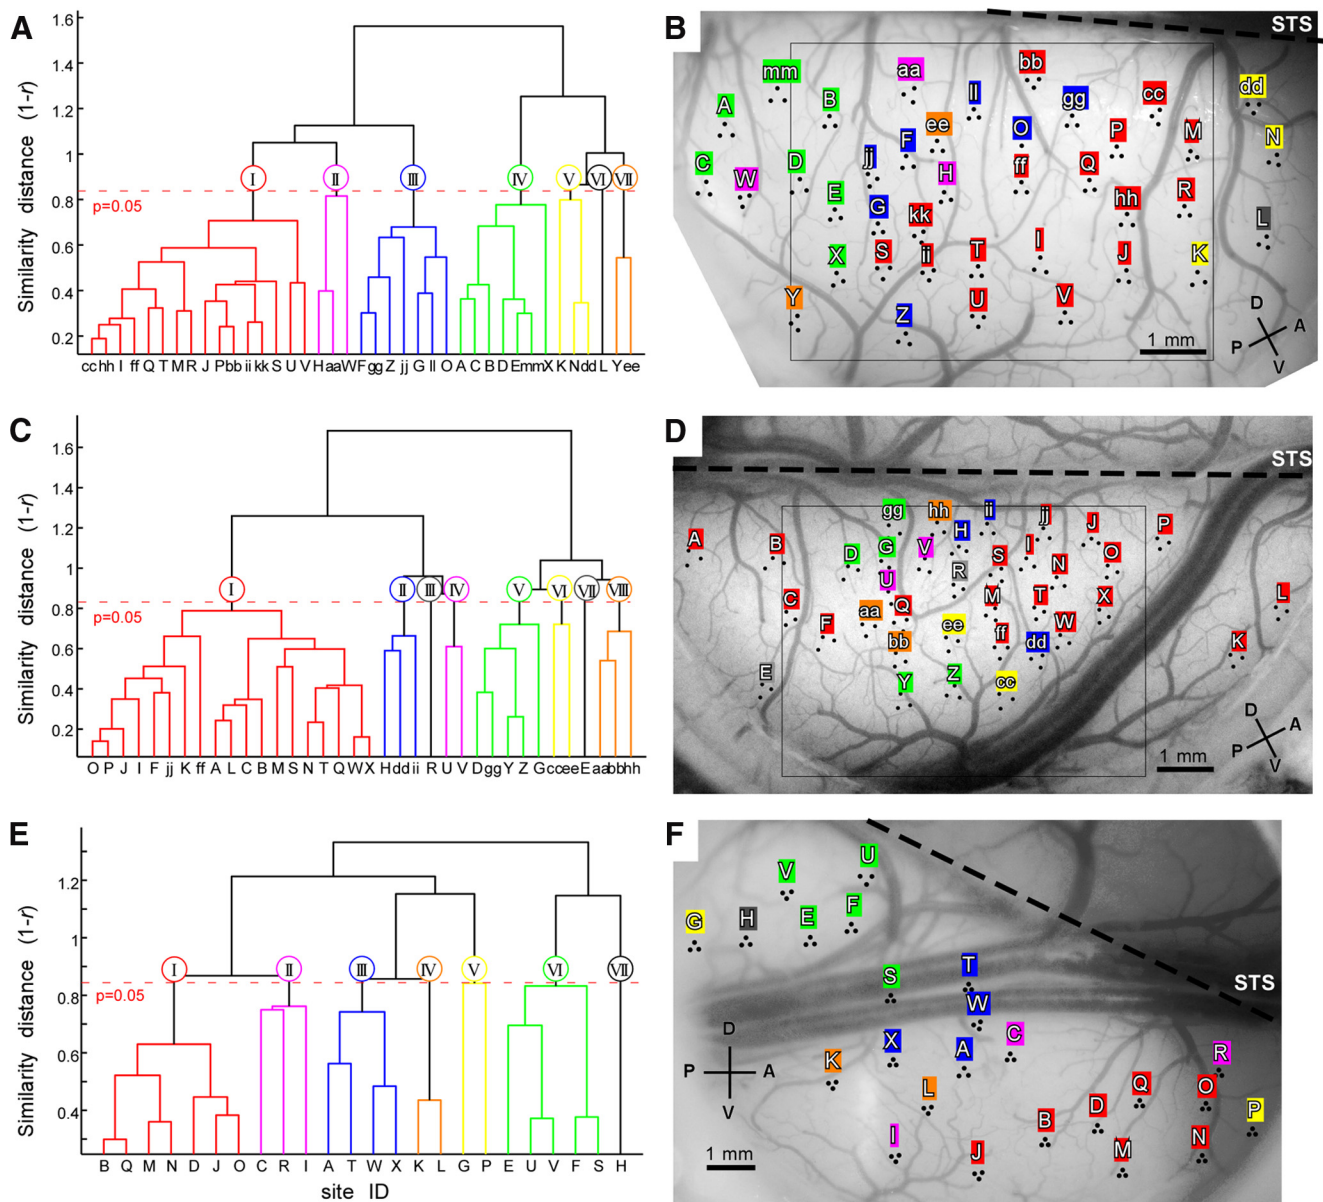 A
Similarity distance (1-r)
1.6
1.4
1.2
1
0.8
0.6
0.4
0.2
p=0.05
I II III IV V VI VII
cc hh I ff Q T M R J P bb ii kk S U V H aa W F gg Z jj G ll O A C B D E mm X K N dd L Y ee
B
STS
mm aa bb ll gg cc dd
A B ee O P M N
F
C D jj H ff Q
W E G kk hh R L
X S ii T I J K
Y Z U V
1 mm
D
P A
V
C
Similarity distance (1-r)
1.6
1.4
1.2
1
0.8
0.6
0.4
0.2
p=0.05
I II III IV V VI VII VIII
O P J I F jj K ff A L C B M S N T Q W X H dd ii R U V D gg Y Z G cc ee E aa bb hh
D
STS
gg hh ii jj J P
A B D G V H S I O
R N
U
C aa Q M T X L
F bb ee ff dd W K
E Y Z cc
1 mm
D
P A
V
E
Similarity distance (1-r)
1.2
1
0.8
0.6
0.4
p=0.05
I II III IV V VI VII
B Q M N D J O C R I A T W X K L G P E U V F S H
site ID
F
V U
G H E F
S T
STS
W
X A C
K R
L Q O
B D P
I J M N
D
P A
V
1 mm